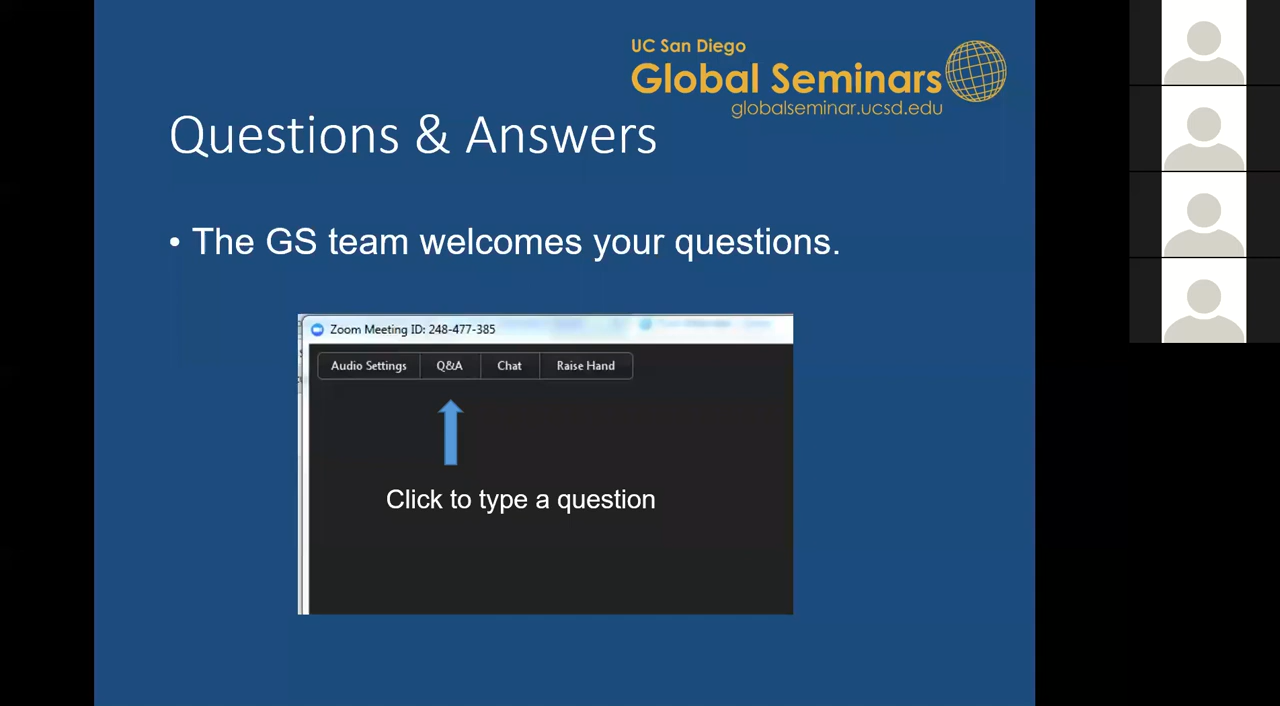 UC San Diego
Global Seminars
globalseminar.ucsd.edu
Questions & Answers
• The GS team welcomes your questions.
Zoom Meeting ID: 248-477-385
Audio Settings Q&A Chat Raise Hand
Click to type a question